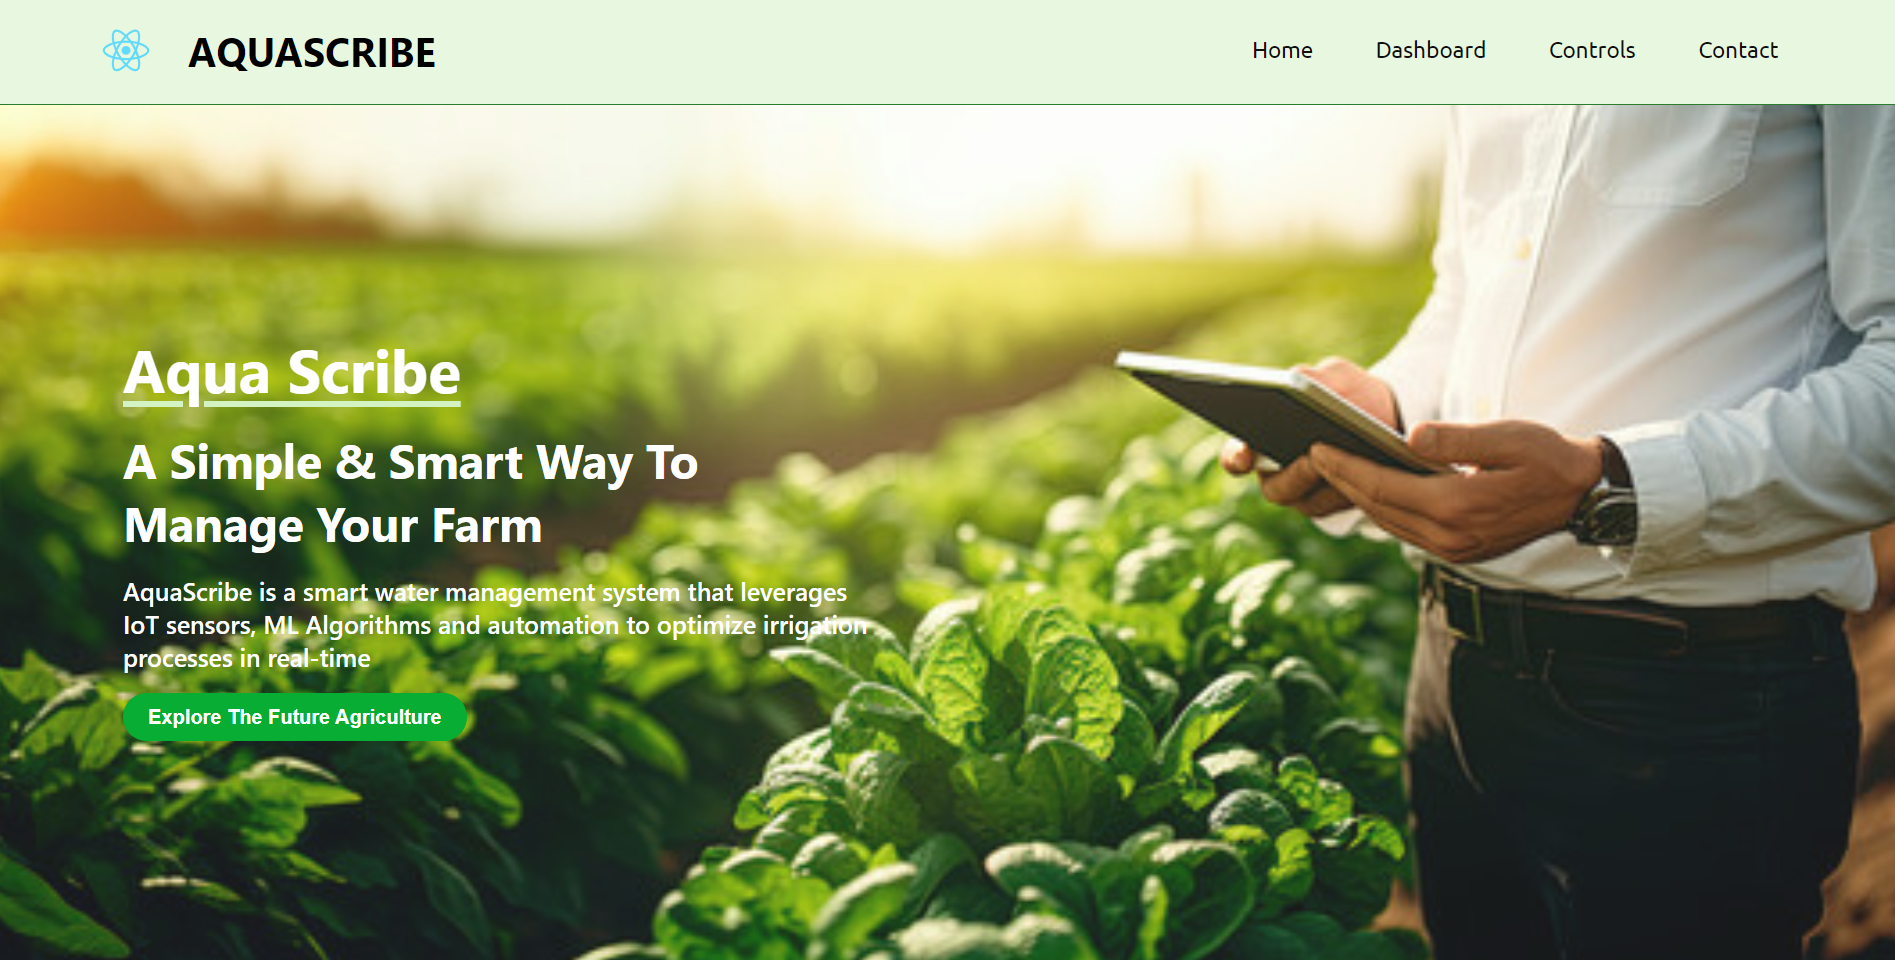 AQUASCRIBE
Home
Dashboard
Controls
Contact
Aqua Scribe
A Simple & Smart Way To
Manage Your Farm
AquaScribe is a smart water management system that leverages
IoT sensors, ML Algorithms and automation to optimize irrigation
processes in real-time
Explore The Future Agriculture